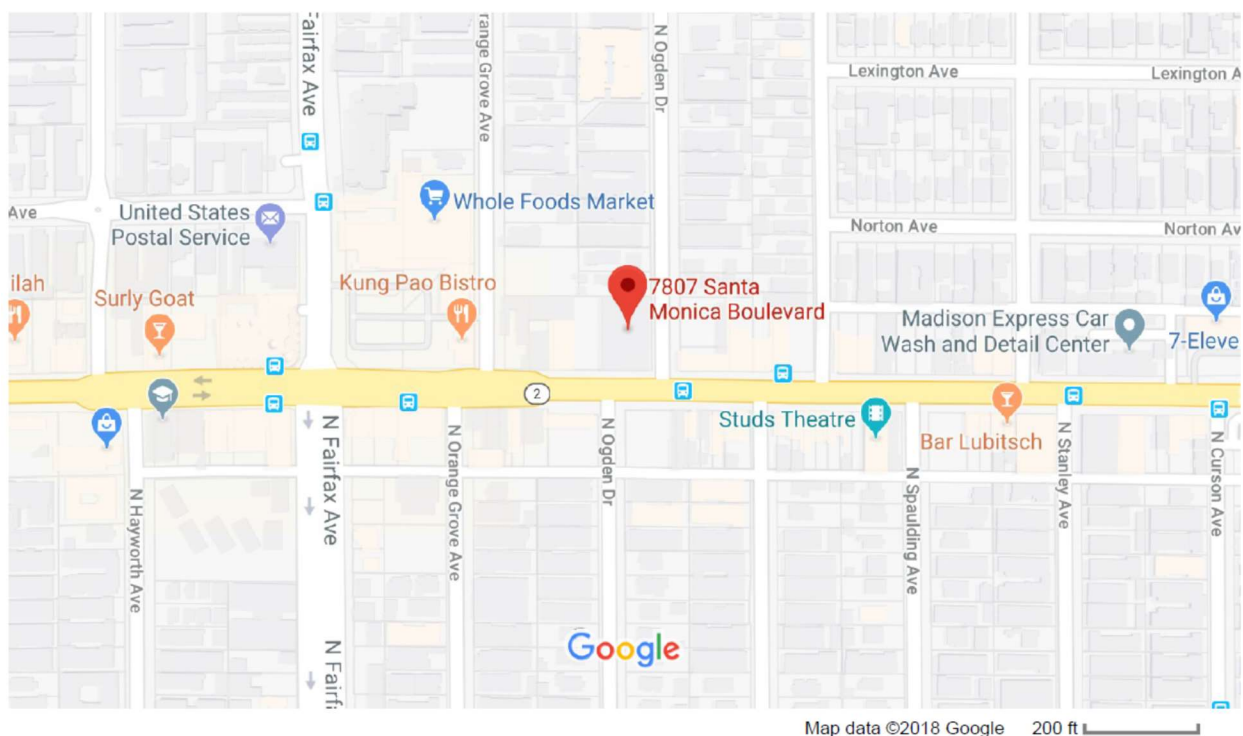 Fairfax Ave
range Grove Ave
N Ogden Dr
Lexington Ave
Lexington A
Ave
United States
Postal Service
Whole Foods Market
Norton Ave
Norton Av
ilah
Surly Goat
Kung Pao Bistro
7807 Santa
Monica Boulevard
Madison Express Car
Wash and Detail Center
7-Eleve
2
Studs Theatre
Bar Lubitsch
N Hayworth Ave
N Fairfax Ave
N Orange Grove Ave
N Ogden Dr
N Spaulding Ave
N Stanley Ave
N Curson Ave
N Fairf
Google
Map data ©2018 Google 200 ft